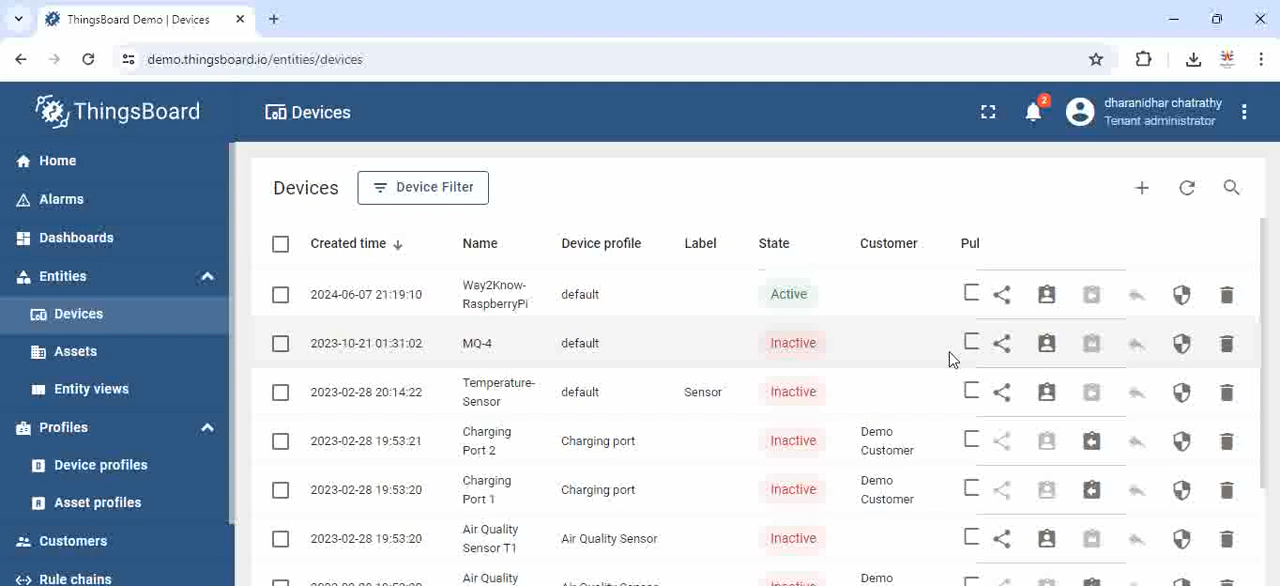 ThingsBoard Demo | Devices
demo.thingsboard.io/entities/devices
ThingsBoard
Devices
2
dharanidhar chatrathy
Tenant administrator
Home
Alarms
Dashboards
Entities
Devices
Assets
Entity views
Profiles
Device profiles
Asset profiles
Customers
Rule chains
Devices
Device Filter
Created time Name Device profile Label State Customer Pul
2024-06-07 21:19:10 Way2Know-RaspberryPi default Active
2023-10-21 01:31:02 MQ-4 default Inactive
2023-02-28 20:14:22 Temperature-Sensor default Sensor Inactive
2023-02-28 19:53:21 Charging Port 2 Charging port Inactive Demo Customer
2023-02-28 19:53:20 Charging Port 1 Charging port Inactive Demo Customer
2023-02-28 19:53:20 Air Quality Sensor T1 Air Quality Sensor Inactive
Air Quality Demo